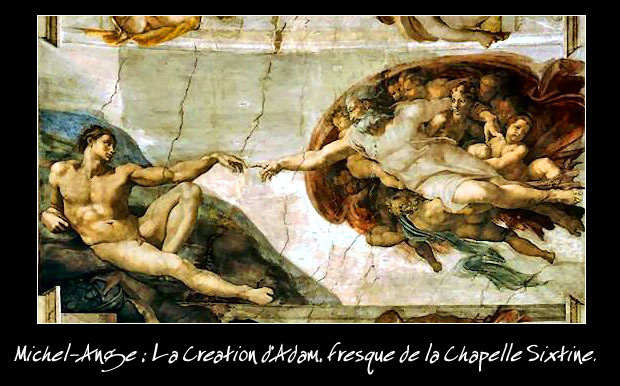 Michel-Ange : La Creation d'Adam, fresque de la Chapelle Sixtine.